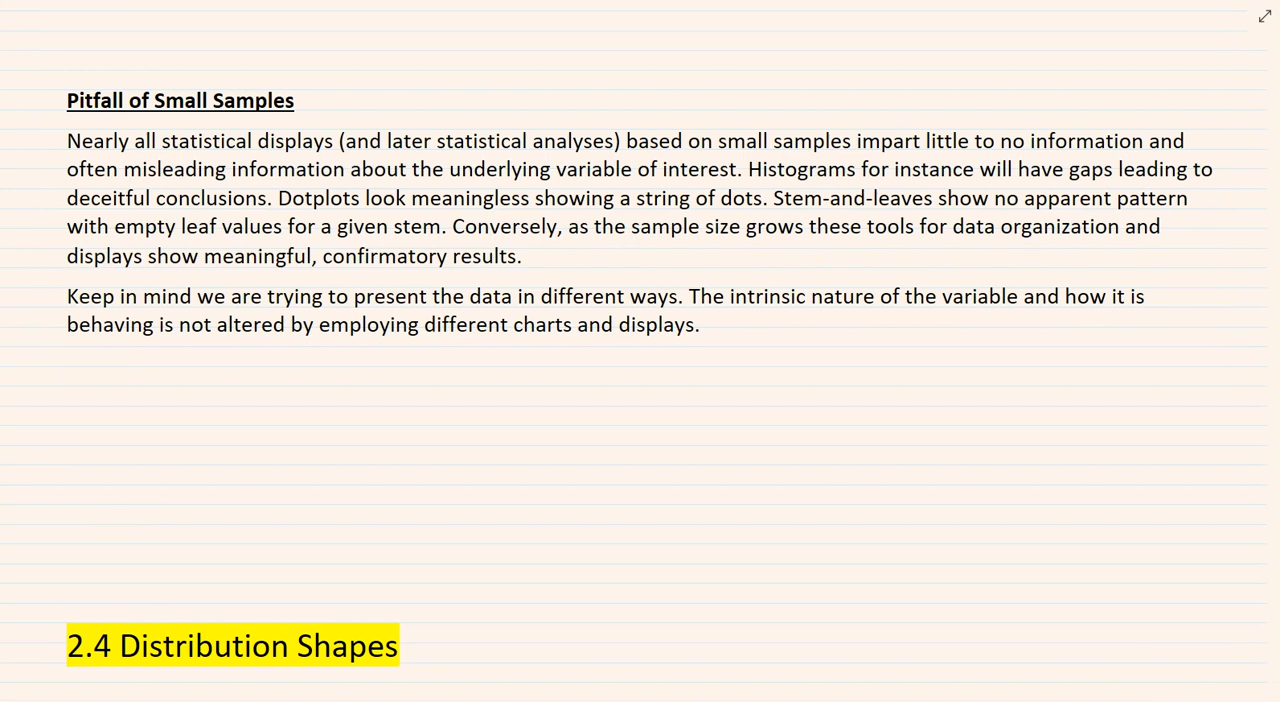 Pitfall of Small Samples
Nearly all statistical displays (and later statistical analyses) based on small samples impart little to no information and
often misleading information about the underlying variable of interest. Histograms for instance will have gaps leading to
deceitful conclusions. Dotplots look meaningless showing a string of dots. Stem-and-leaves show no apparent pattern
with empty leaf values for a given stem. Conversely, as the sample size grows these tools for data organization and
displays show meaningful, confirmatory results.
Keep in mind we are trying to present the data in different ways. The intrinsic nature of the variable and how it is
behaving is not altered by employing different charts and displays.
2.4 Distribution Shapes